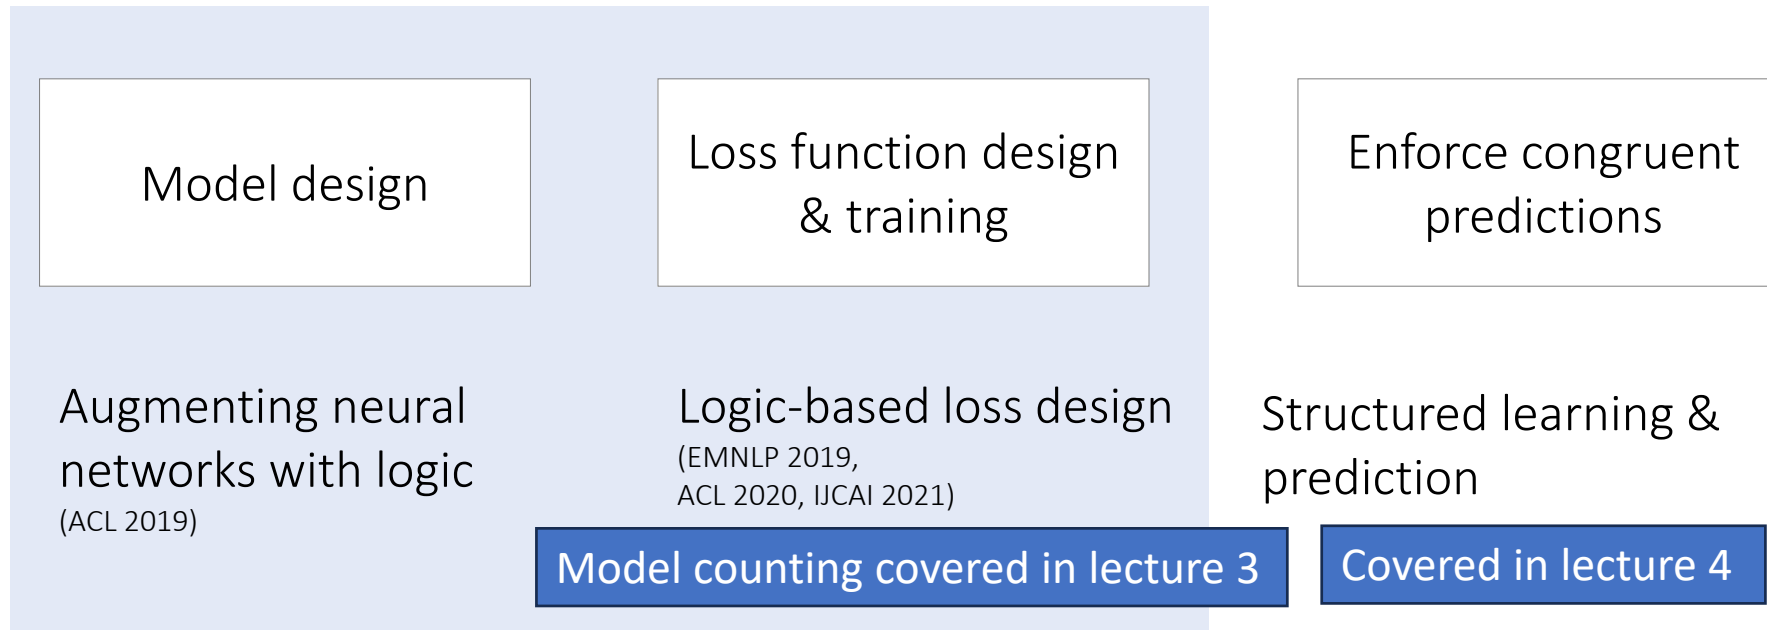 Model design
Loss function design
& training
Enforce congruent
predictions
Augmenting neural
networks with logic
(ACL 2019)
Logic-based loss design
(EMNLP 2019,
ACL 2020, IJCAI 2021)
Structured learning &
prediction
Model counting covered in lecture 3
Covered in lecture 4